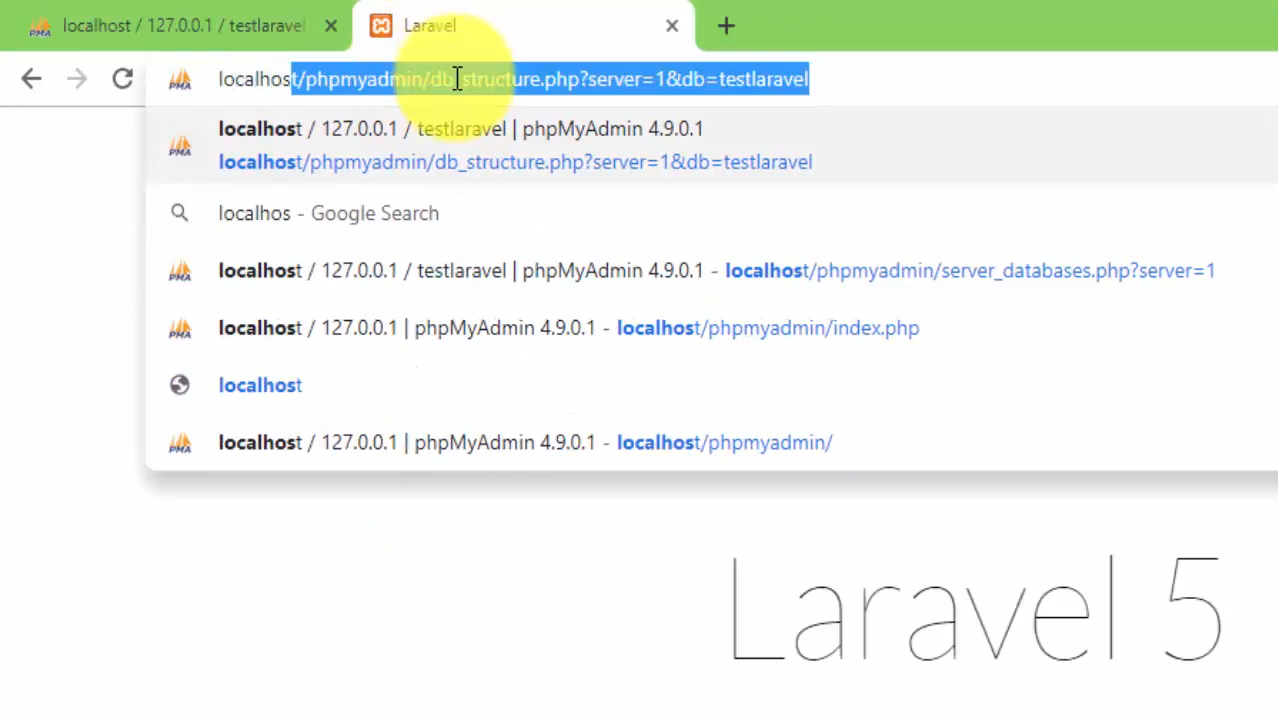 localhost / 127.0.0.1 / testlaravel
Laravel
localhost/phpmyadmin/db_structure.php?server=1&db=testlaravel
localhost / 127.0.0.1 / testlaravel | phpMyAdmin 4.9.0.1
localhost/phpmyadmin/db_structure.php?server=1&db=testlaravel
localhos - Google Search
localhost / 127.0.0.1 / testlaravel | phpMyAdmin 4.9.0.1 - localhost/phpmyadmin/server_databases.php?server=1
localhost / 127.0.0.1 | phpMyAdmin 4.9.0.1 - localhost/phpmyadmin/index.php
localhost
localhost / 127.0.0.1 | phpMyAdmin 4.9.0.1 - localhost/phpmyadmin/
Laravel 5